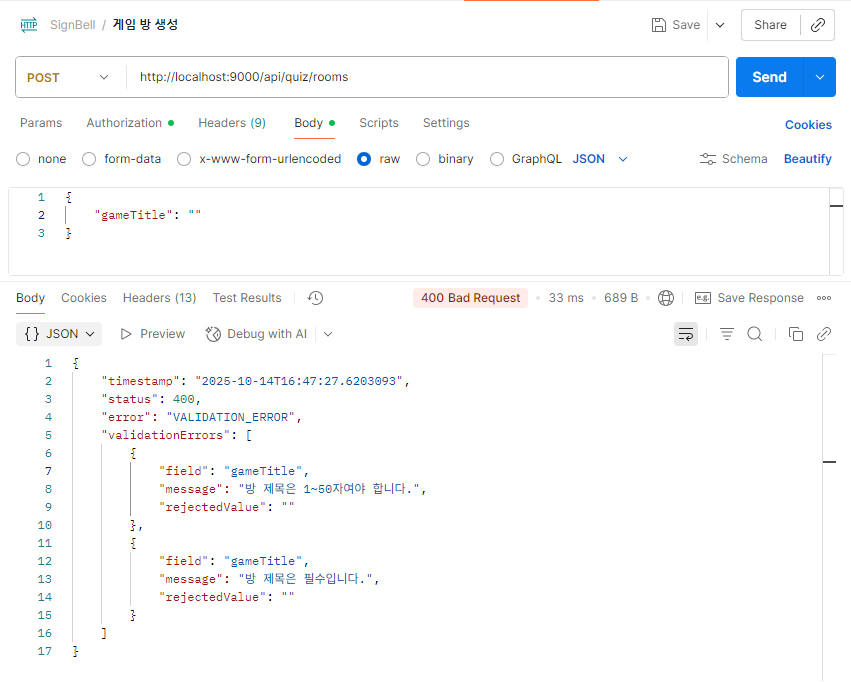 HTTP SignBell / 게임 방 생성 Save Share
POST http://localhost:9000/api/quiz/rooms Send
Params Authorization Headers (9) Body Scripts Settings Cookies
none form-data x-www-form-urlencoded raw binary GraphQL JSON Schema Beautify
1 {
2 "gameTitle": ""
3 }
Body Cookies Headers (13) Test Results 400 Bad Request 33 ms 689 B e.g. Save Response
{} JSON Preview Debug with AI
1 {
2 "timestamp": "2025-10-14T16:47:27.6203093",
3 "status": 400,
4 "error": "VALIDATION_ERROR",
5 "validationErrors": [
6 {
7 "field": "gameTitle",
8 "message": "방 제목은 1~50자여야 합니다.",
9 "rejectedValue": ""
10 },
11 {
12 "field": "gameTitle",
13 "message": "방 제목은 필수입니다.",
14 "rejectedValue": ""
15 }
16 ]
17 }